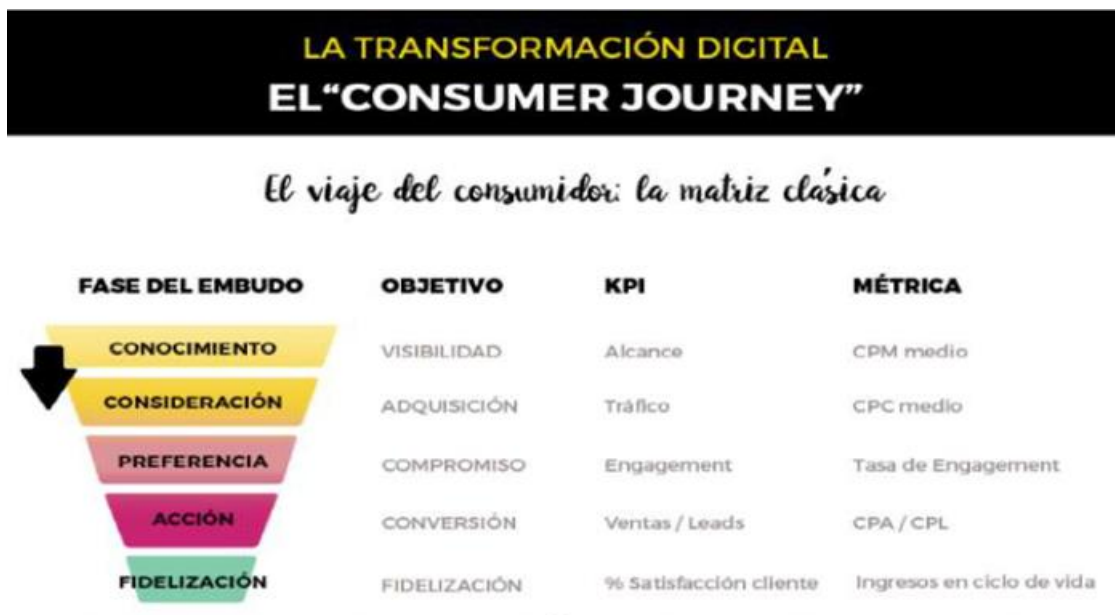 LA TRANSFORMACIÓN DIGITAL
EL“CONSUMER JOURNEY”
El viaje del consumidor: la matriz clásica
FASE DEL EMBUDO OBJETIVO KPI MÉTRICA
CONOCIMIENTO VISIBILIDAD Alcance CPM medio
CONSIDERACIÓN ADQUISICIÓN Tráfico CPC medio
PREFERENCIA COMPROMISO Engagement Tasa de Engagement
ACCIÓN CONVERSIÓN Ventas / Leads CPA / CPL
FIDELIZACIÓN FIDELIZACIÓN % Satisfacción cliente Ingresos en ciclo de vida